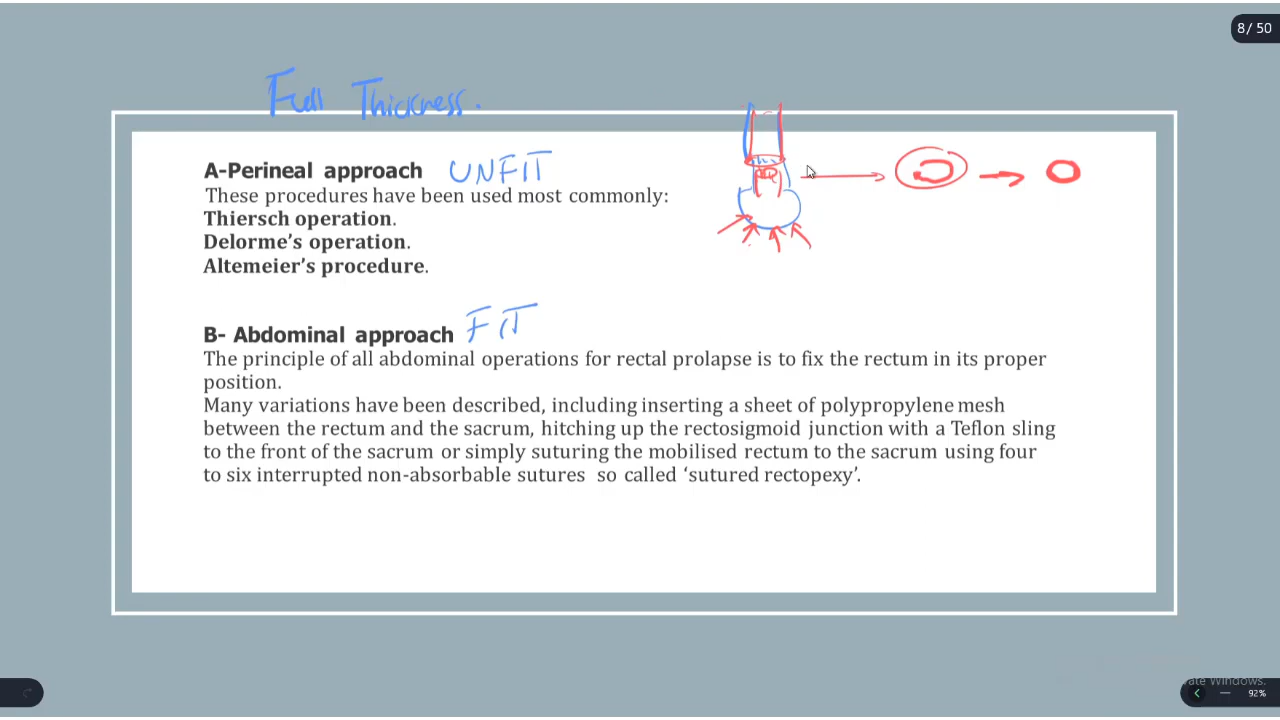 8/ 50
Full Thickness.
A-Perineal approach UNFIT
These procedures have been used most commonly:
Thiersch operation.
Delorme's operation.
Altemeier's procedure.
B- Abdominal approach FIT
The principle of all abdominal operations for rectal prolapse is to fix the rectum in its proper
position.
Many variations have been described, including inserting a sheet of polypropylene mesh
between the rectum and the sacrum, hitching up the rectosigmoid junction with a Teflon sling
to the front of the sacrum or simply suturing the mobilised rectum to the sacrum using four
to six interrupted non-absorbable sutures so called ‘sutured rectopexy’.
Windows.
92%